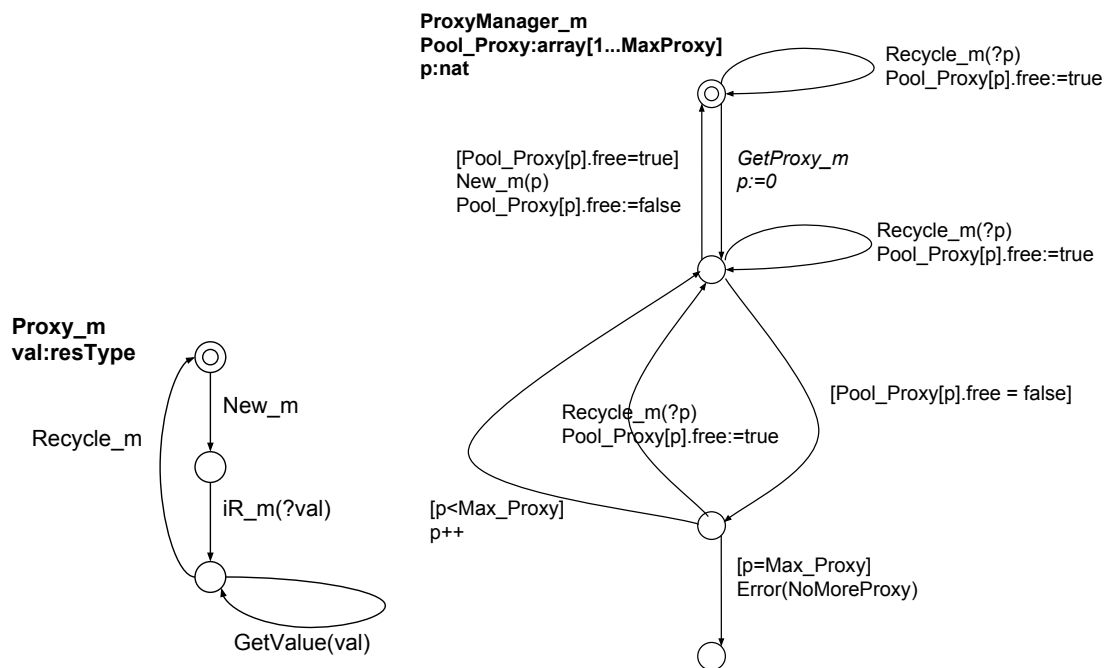 ProxyManager_m
Pool_Proxy:array[1...MaxProxy]
p:nat
Recycle_m(?p)
Pool_Proxy[p].free:=true
[Pool_Proxy[p].free=true]
New_m(p)
Pool_Proxy[p].free:=false
GetProxy_m
p:=0
Recycle_m(?p)
Pool_Proxy[p].free:=true
Proxy_m
val:resType
New_m
Recycle_m
iR_m(?val)
GetValue(val)
[Pool_Proxy[p].free = false]
Recycle_m(?p)
Pool_Proxy[p].free:=true
[p<Max_Proxy]
p++
[p=Max_Proxy]
Error(NoMoreProxy)